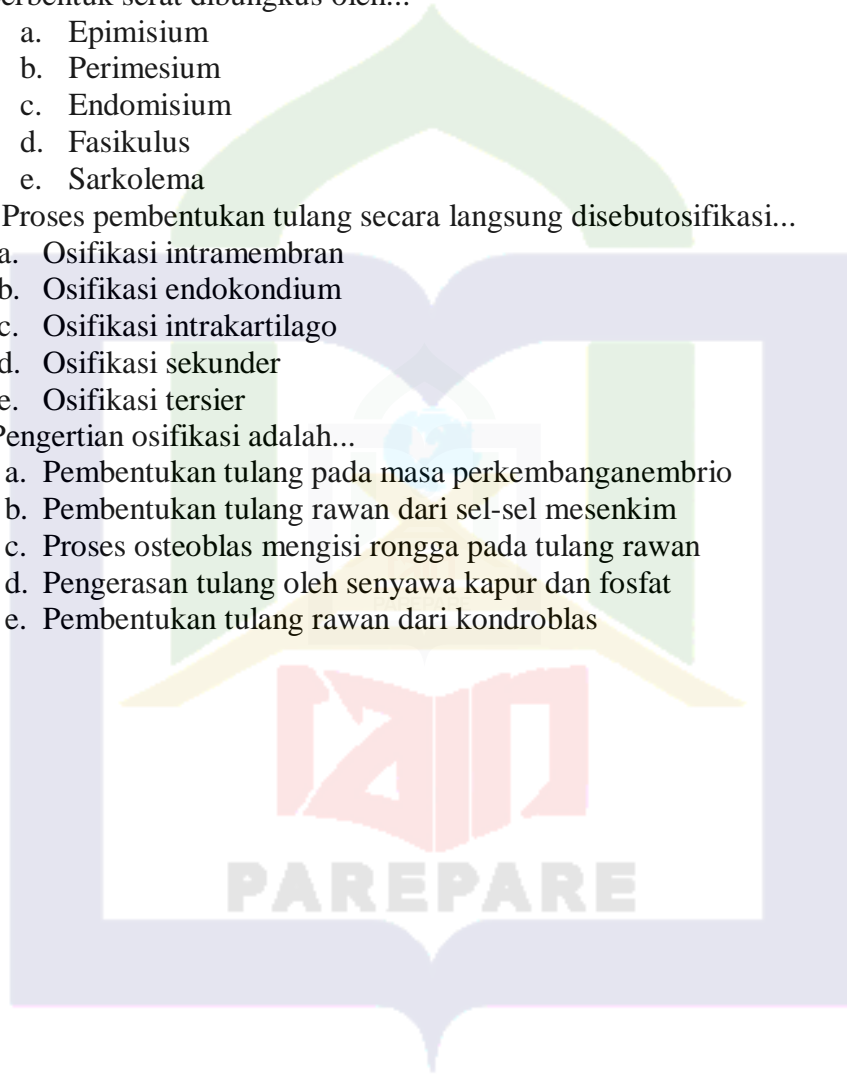 serat dibungkus oleh...
a. Epimisium
b. Perimesium
c. Endomisium
d. Fasikulus
e. Sarkolema
Proses pembentukan tulang secara langsung disebutosifikasi...
a. Osifikasi intramembran
b. Osifikasi endokondium
c. Osifikasi intrakartilago
d. Osifikasi sekunder
e. Osifikasi tersier
Pengertian osifikasi adalah...
a. Pembentukan tulang pada masa perkembanganembrio
b. Pembentukan tulang rawan dari sel-sel mesenkim
c. Proses osteoblas mengisi rongga pada tulang rawan
d. Pengerasan tulang oleh senyawa kapur dan fosfat
e. Pembentukan tulang rawan dari kondroblas
iain
PAREPARE